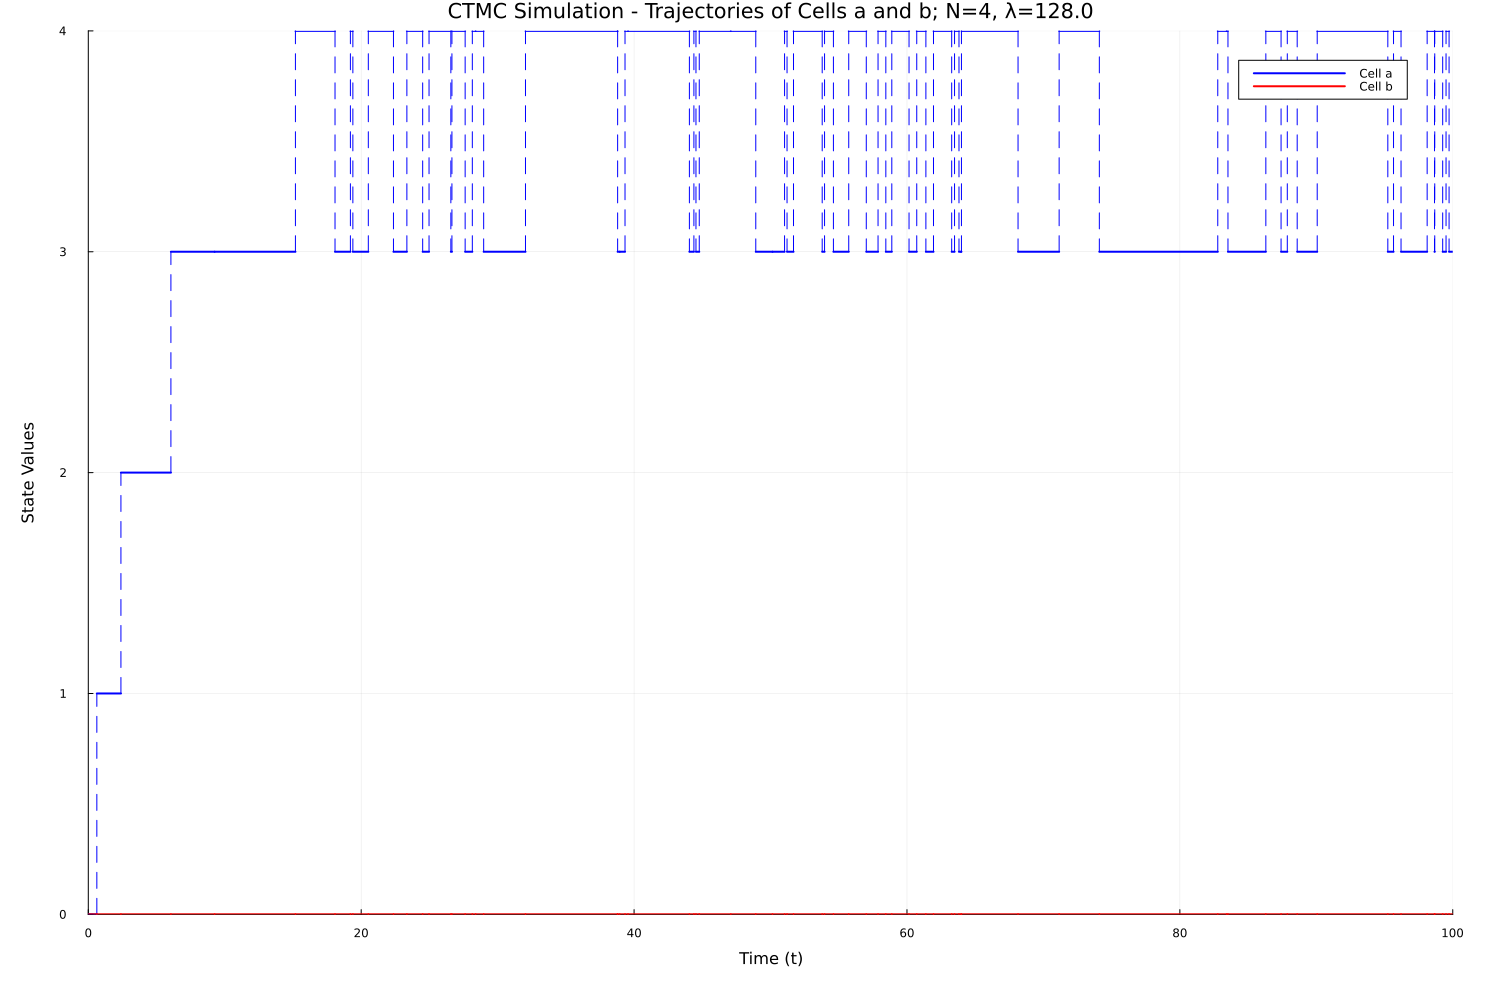 CTMC Simulation - Trajectories of Cells a and b; N=4, λ=128.0
4
Cell a
Cell b
3
State Values
2
1
0
0 20 40 60 80 100
Time (t)